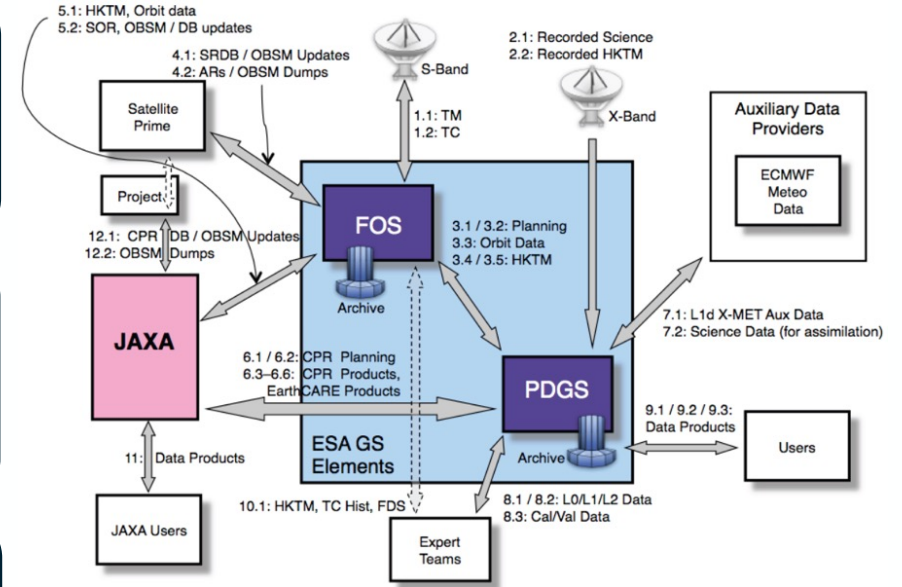 5.1: HKTM, Orbit data
5.2: SOR, OBSM / DB updates
4.1: SRDB / OBSM Updates
4.2: ARs / OBSM Dumps
S-Band
1.1: TM
1.2: TC
2.1: Recorded Science
2.2: Recorded HKTM
X-Band
Auxiliary Data
Providers
ECMWF
Meteo
Data
Satellite
Prime
Project
12.1: CPR DB / OBSM Updates
12.2: OBSM Dumps
FOS
Archive
3.1 / 3.2: Planning
3.3: Orbit Data
3.4 / 3.5: HKTM
JAXA
7.1: L1d X-MET Aux Data
7.2: Science Data (for assimilation)
6.1 / 6.2: CPR Planning
6.3–6.6: CPR Products,
EarthCARE Products
PDGS
Archive
9.1 / 9.2 / 9.3:
Data Products
Users
ESA GS
Elements
11: Data Products
JAXA Users
10.1: HKTM, TC Hist, FDS
8.1 / 8.2: L0/L1/L2 Data
8.3: Cal/Val Data
Expert
Teams